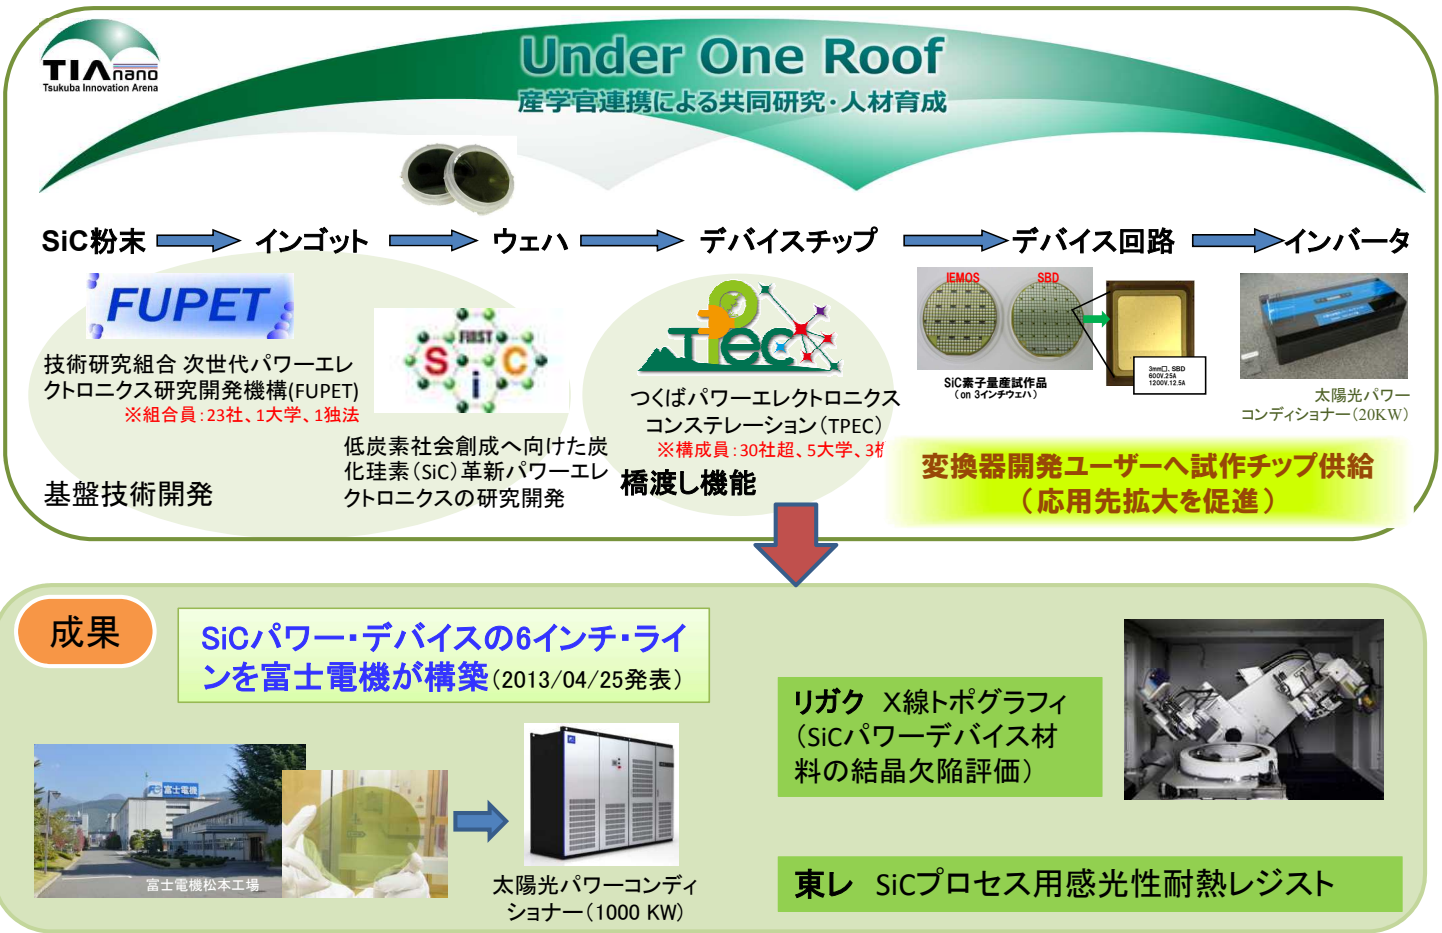 TIA nano
Tsukuba Innovation Arena
Under One Roof
産学官連携による共同研究・人材育成
SiC粉末
インゴット
ウェハ
デバイスチップ
デバイス回路
インバータ
FUPET
技術研究組合 次世代パワーエレ
クトロニクス研究開発機構(FUPET)
※組合員：23社、1大学、1独法
基盤技術開発
FIRST
SiC
低炭素社会創成へ向けた炭
化珪素（SiC）革新パワーエレ
クトロニクスの研究開発
TPEC
つくばパワーエレクトロニクス
コンステレーション（TPEC）
※構成員：30社超、5大学、3
橋渡し機能
IEMOS
SBD
SiC素子量産試作品
（on 3インチウェハ）
3mm□、SBD
600V.25A
1200V.12.5A
太陽光パワー
コンディショナー（20KW）
変換器開発ユーザーへ試作チップ供給
（応用先拡大を促進）
成果
SiCパワー・デバイスの6インチ・ライ
ンを富士電機が構築（2013/04/25発表）
富士電機
富士電機松本工場
太陽光パワーコンディ
ショナー（1000 KW）
リガク X線トポグラフィ
（SiCパワーデバイス材
料の結晶欠陥評価）
東レ SiCプロセス用感光性耐熱レジスト